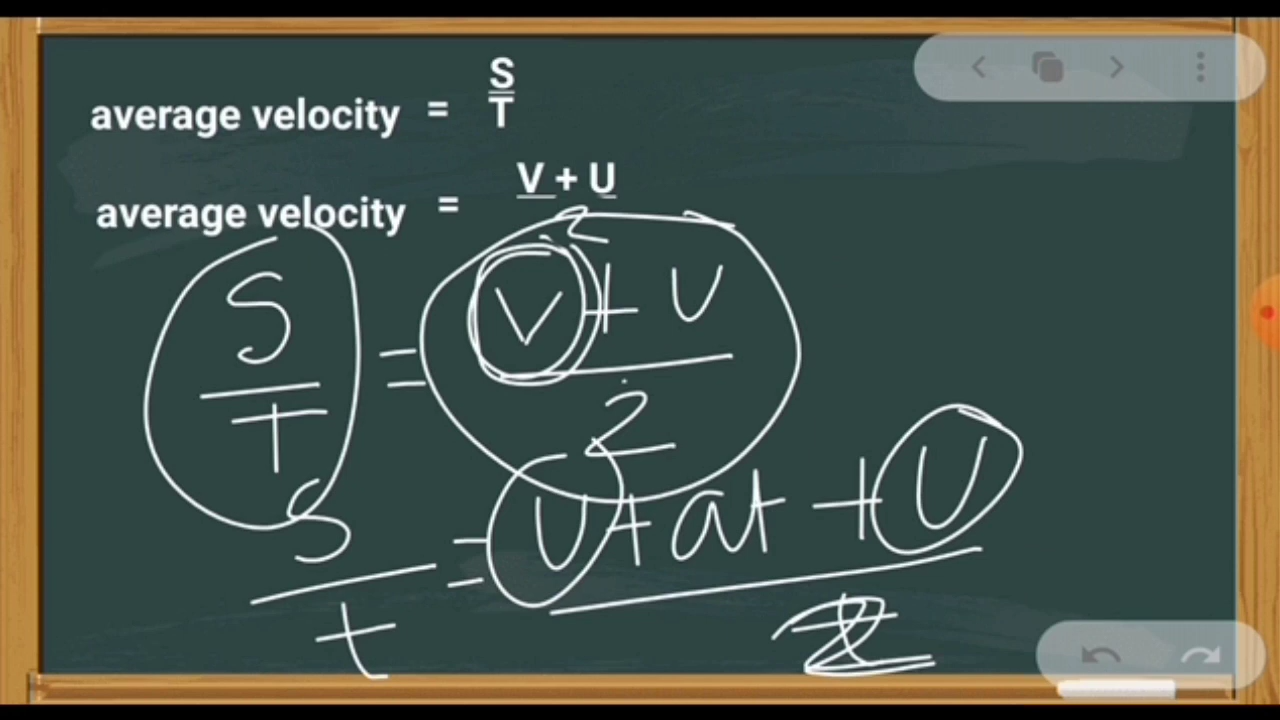 average velocity = S/T
average velocity = V + U / 2
S/T = V + U / 2
S/t = U + at + U / 2